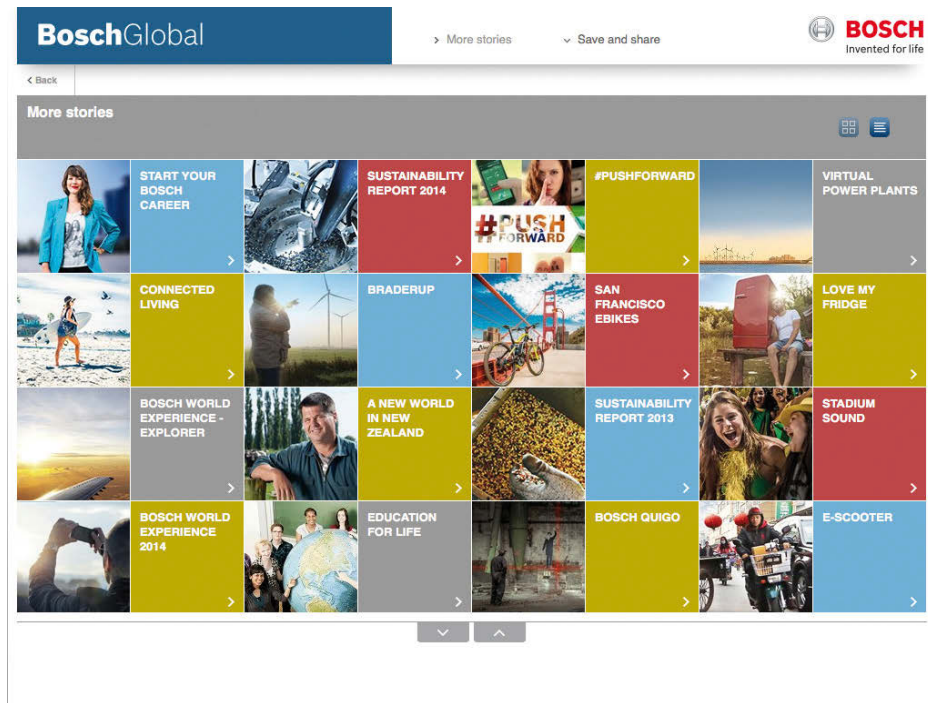 BoschGlobal
More stories
Save and share
BOSCH
Invented for life
Back
More stories
START YOUR
BOSCH
CAREER
SUSTAINABILITY
REPORT 2014
#PUSH
FORWARD
#PUSHFORWARD
VIRTUAL
POWER PLANTS
CONNECTED
LIVING
BRADERUP
SAN
FRANCISCO
EBIKES
LOVE MY
FRIDGE
BOSCH WORLD
EXPERIENCE -
EXPLORER
A NEW WORLD
IN NEW
ZEALAND
SUSTAINABILITY
REPORT 2013
STADIUM
SOUND
BOSCH WORLD
EXPERIENCE
2014
EDUCATION
FOR LIFE
BOSCH QUIGO
E-SCOOTER